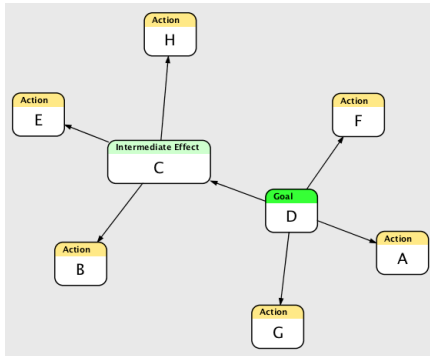 Action
H
Action
E
Action
F
Intermediate Effect
C
Goal
D
Action
B
Action
A
Action
G